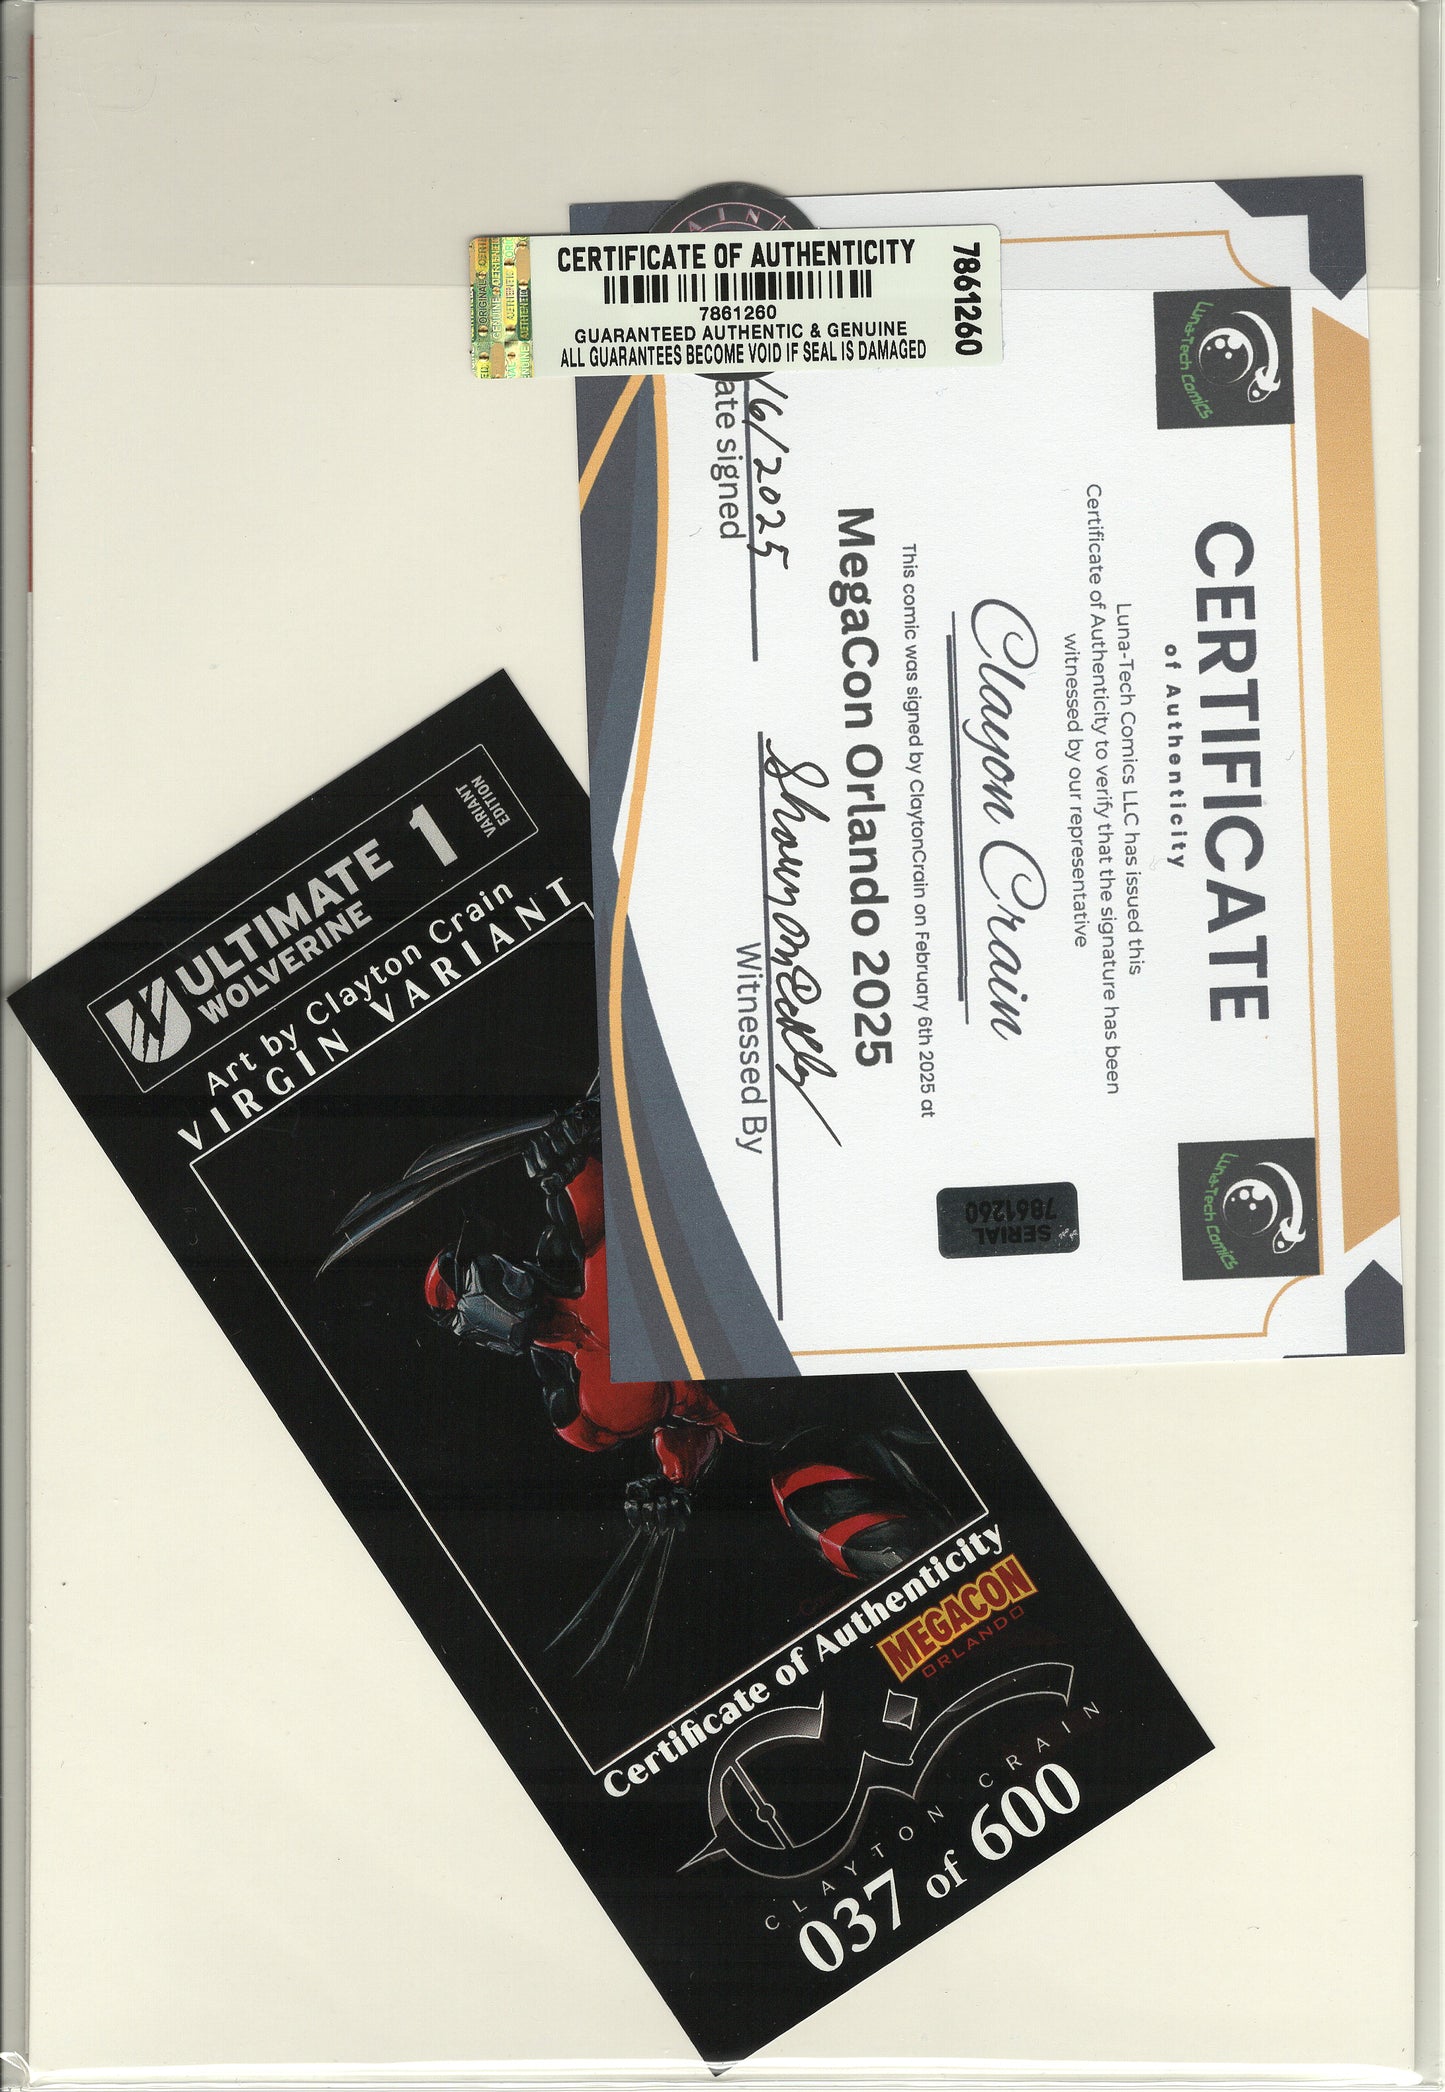 CERTIFICATE OF AUTHENTICITY
7861260
GUARANTEED AUTHENTIC & GENUINE
ALL GUARANTEES BECOME VOID IF SEAL IS DAMAGED
7861260
CERTIFICATE
of Authenticity
Luna-Tech Comics LLC has issued this
Certificate of Authenticity to verify that the signature has been
witnessed by our representative
Clayon Crain
This comic was signed by ClaytonCrain on February 6th 2025 at
MegaCon Orlando 2025
/6/2025
ate signed
Witnessed By
Luna-Tech Comics
Luna-Tech Comics
SERIAL
7861260
RAIN
ULTIMATE
WOLVERINE
1
VARIANT
EDITION
Art by Clayton Crain
VIRGIN VARIANT
Certificate of Authenticity
MEGACON
ORLANDO
CLAYTON CRAIN
037 of 600